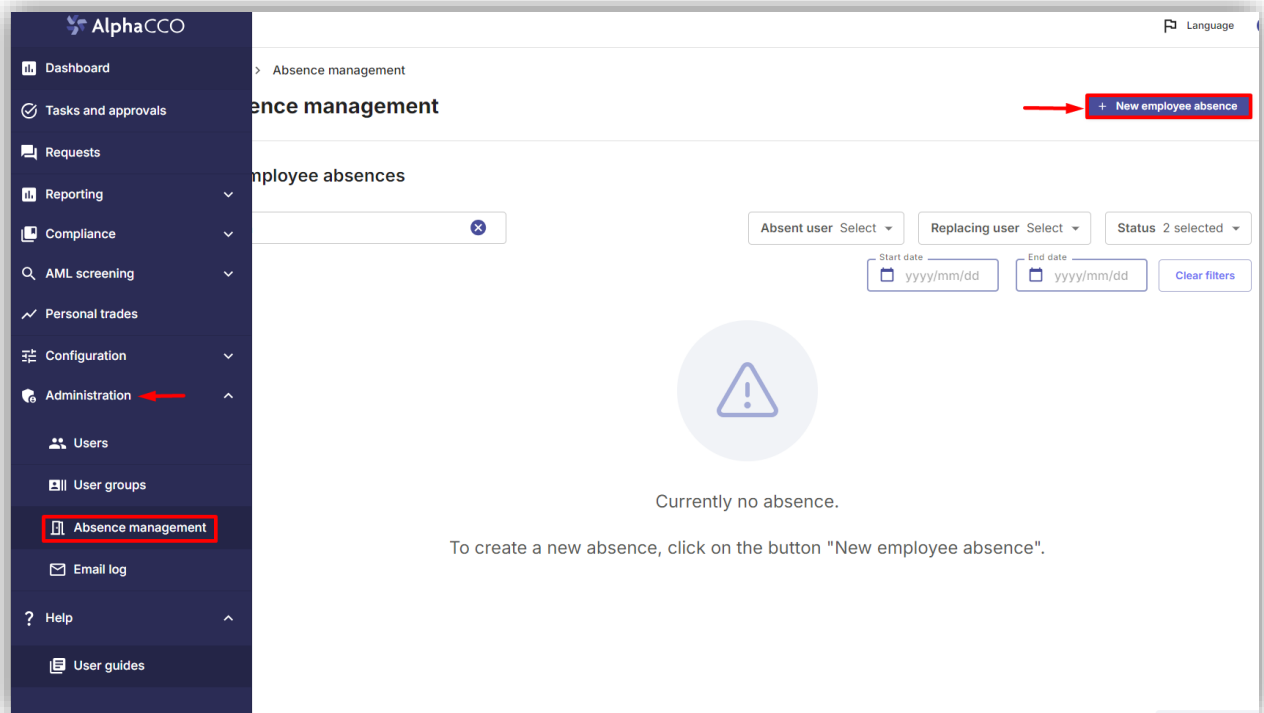 AlphaCCO
Language
Dashboard
> Absence management
Tasks and approvals
ence management
+ New employee absence
Requests
mployee absences
Reporting
Compliance
Absent user Select
Replacing user Select
Status 2 selected
AML screening
Start date
yyyy/mm/dd
End date
yyyy/mm/dd
Clear filters
Personal trades
Configuration
Administration
Users
User groups
Currently no absence.
Absence management
To create a new absence, click on the button "New employee absence".
Email log
? Help
User guides